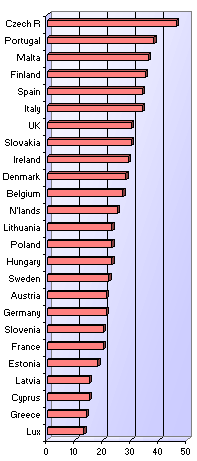 Czech R
Portugal
Malta
Finland
Spain
Italy
UK
Slovakia
Ireland
Denmark
Belgium
N'lands
Lithuania
Poland
Hungary
Sweden
Austria
Germany
Slovenia
France
Estonia
Latvia
Cyprus
Greece
Lux
0 10 20 30 40 50